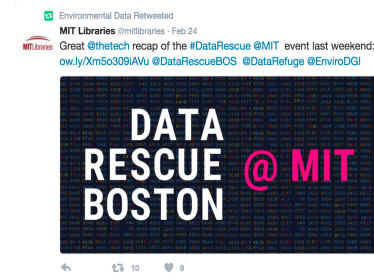 Environmental Data Retweeted
MIT Libraries @mitlibraries · Feb 24
MITLibraries
Great @thetech recap of the #DataRescue @MIT event last weekend:
ow.ly/Xm5o309iAVu @DataRescueBOS @DataRefuge @EnviroDGI
DATA
RESCUE @ MIT
BOSTON
10 9